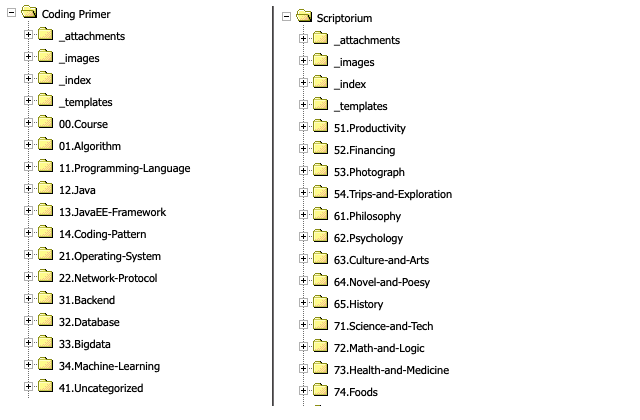 Coding Primer
_attachments
_images
_index
_templates
00.Course
01.Algorithm
11.Programming-Language
12.Java
13.JavaEE-Framework
14.Coding-Pattern
21.Operating-System
22.Network-Protocol
31.Backend
32.Database
33.Bigdata
34.Machine-Learning
41.Uncategorized
Scriptorium
_attachments
_images
_index
_templates
51.Productivity
52.Financing
53.Photograph
54.Trips-and-Exploration
61.Philosophy
62.Psychology
63.Culture-and-Arts
64.Novel-and-Poesy
65.History
71.Science-and-Tech
72.Math-and-Logic
73.Health-and-Medicine
74.Foods